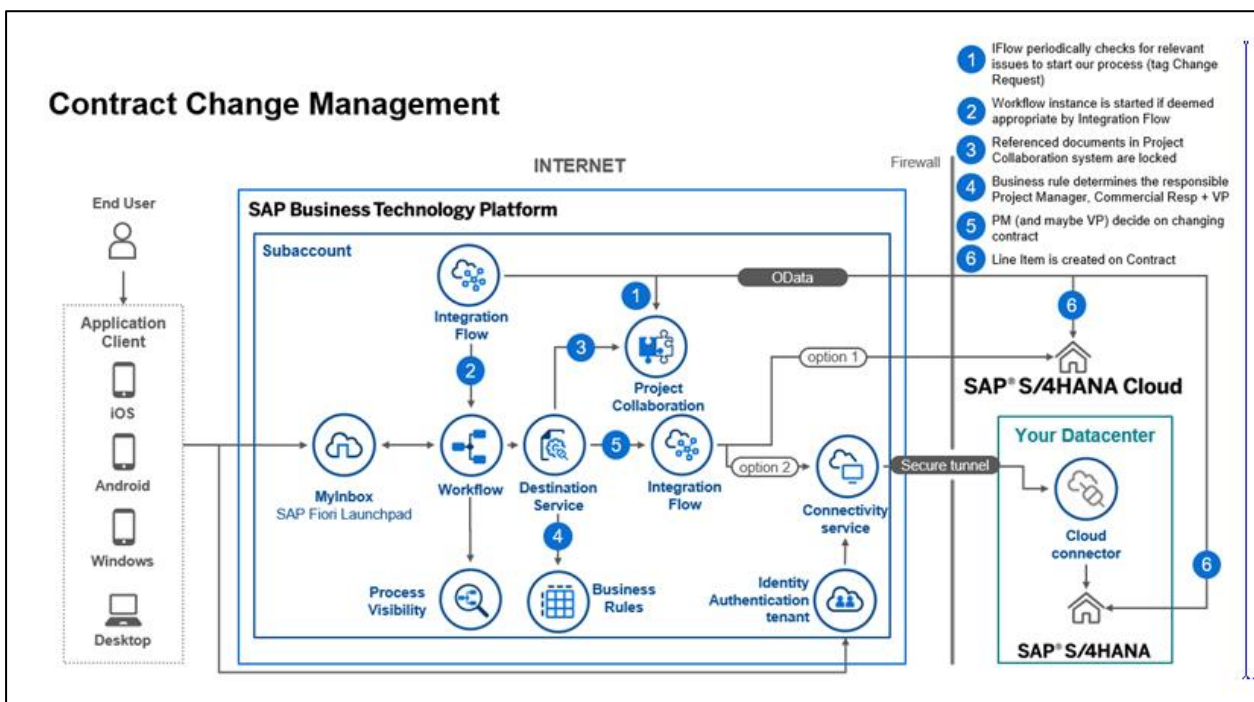 Contract Change Management
1
IFlow periodically checks for relevant
issues to start our process (tag Change
Request)
2
Workflow instance is started if deemed
appropriate by Integration Flow
3
Referenced documents in Project
Collaboration system are locked
4
Business rule determines the responsible
Project Manager, Commercial Resp + VP
5
PM (and maybe VP) decide on changing
contract
6
Line Item is created on Contract
INTERNET
Firewall
End User
Application
Client
iOS
Android
Windows
Desktop
SAP Business Technology Platform
Subaccount
Integration
Flow
1
OData
2
3
Project
Collaboration
option 1
6
SAP® S/4HANA Cloud
MyInbox
SAP Fiori Launchpad
Workflow
Destination
Service
5
Integration
Flow
option 2
Connectivity
service
Secure tunnel
Your Datacenter
Cloud
connector
4
Process
Visibility
Business
Rules
Identity
Authentication
tenant
6
SAP® S/4HANA